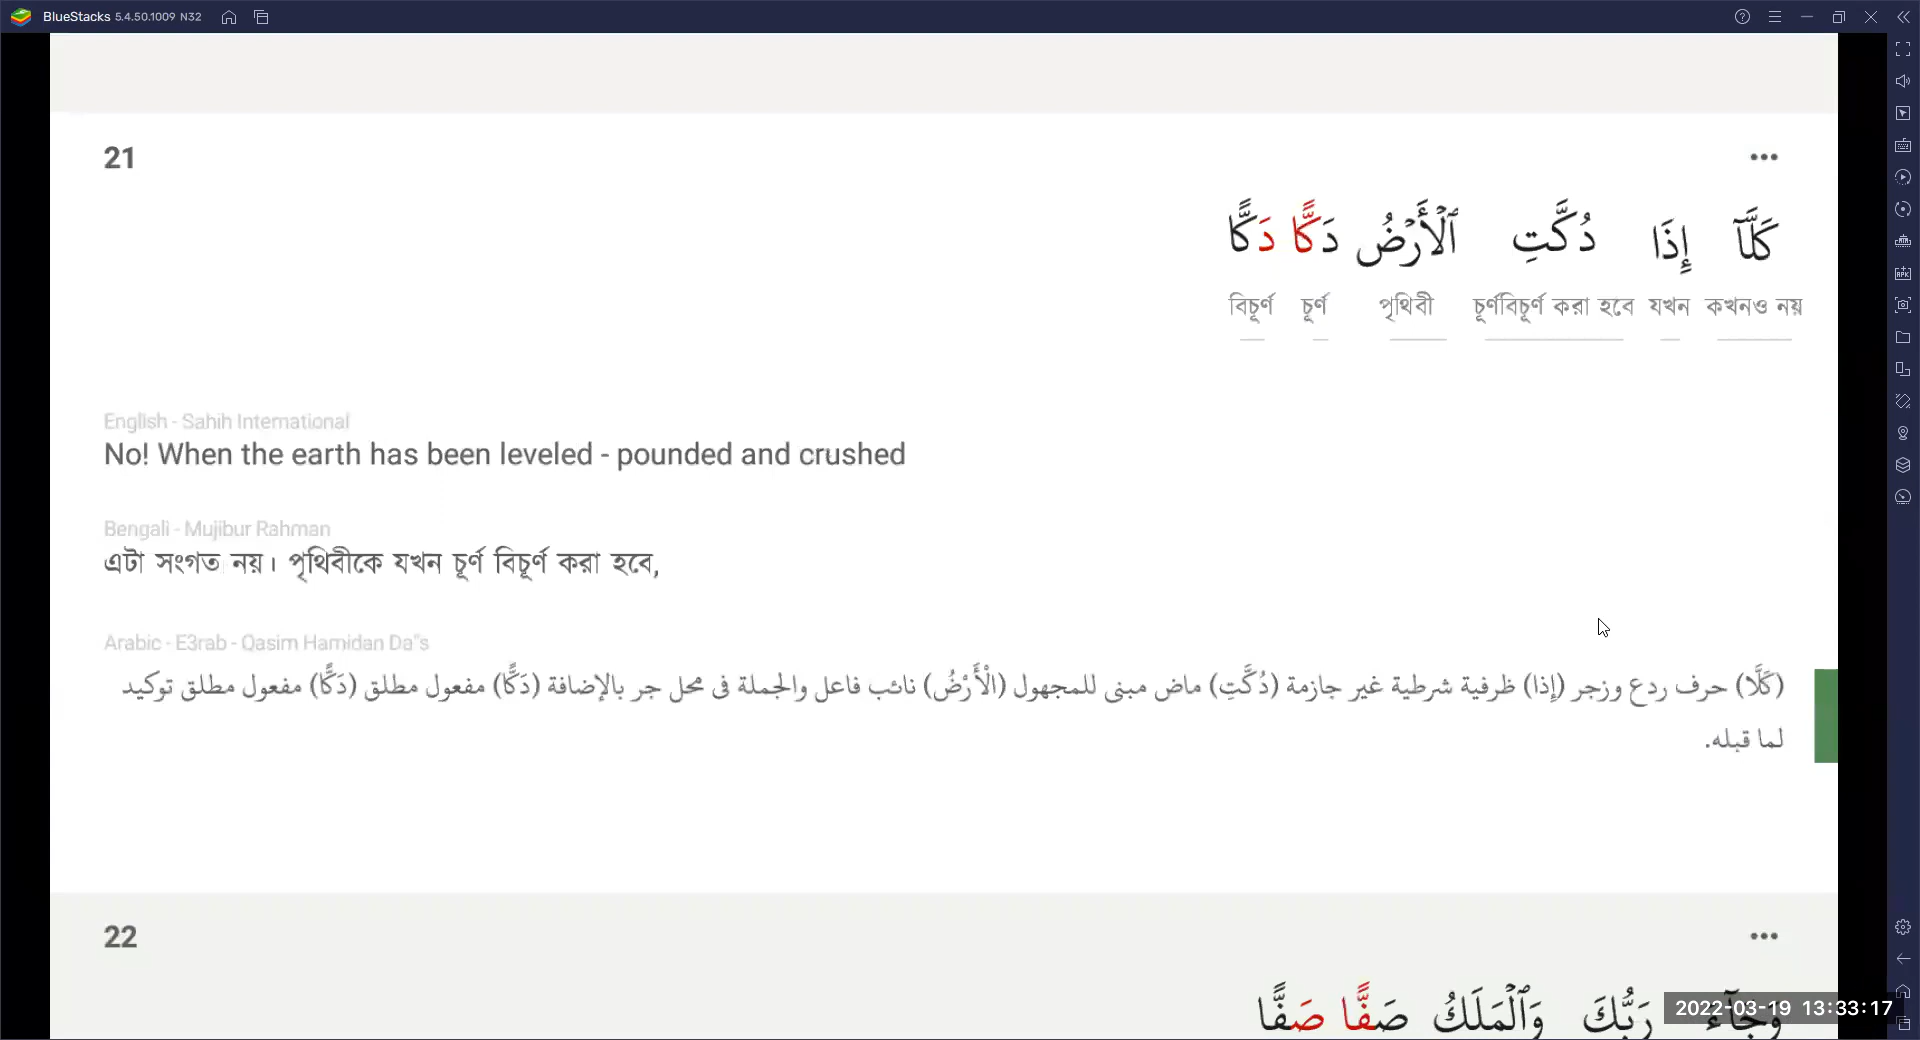 BlueStacks 5.4.50.1009 N32
21
كَلَّآ إِذَا دُكَّتِ ٱلْأَرْضُ دَكًّا دَكًّا
বিচূর্ণ চূর্ণ পৃথিবী চূর্ণবিচূর্ণ করা হবে যখন কখনও নয়
English - Sahih International
No! When the earth has been leveled - pounded and crushed
Bengali - Mujibur Rahman
এটা সংগত নয়। পৃথিবীকে যখন চূর্ণ বিচূর্ণ করা হবে,
Arabic - E3rab - Qasim Hamidan Da"s
(كَلَّا) حرف ردع وزجر (إِذا) ظرفية شرطية غير جازمة (دُكَّتِ) ماض مبنى للمجهول (الْأَرْضُ) نائب فاعل والجملة فى محل جر بالإضافة (دَكًّا) مفعول مطلق (دَكًّا) مفعول مطلق توكيد
لما قبله.
22
وَجَآءَ رَبُّكَ وَٱلْمَلَكُ صَفًّا صَفًّا
2022-03-19 13:33:17